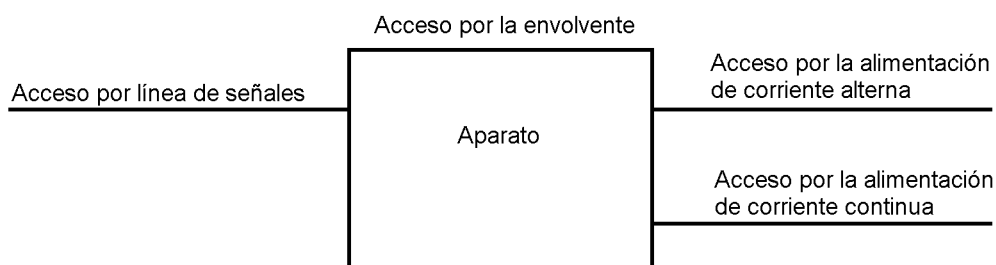 Acceso por la envolvente
Acceso por línea de señales
Aparato
Acceso por la alimentación
de corriente alterna
Acceso por la alimentación
de corriente continua